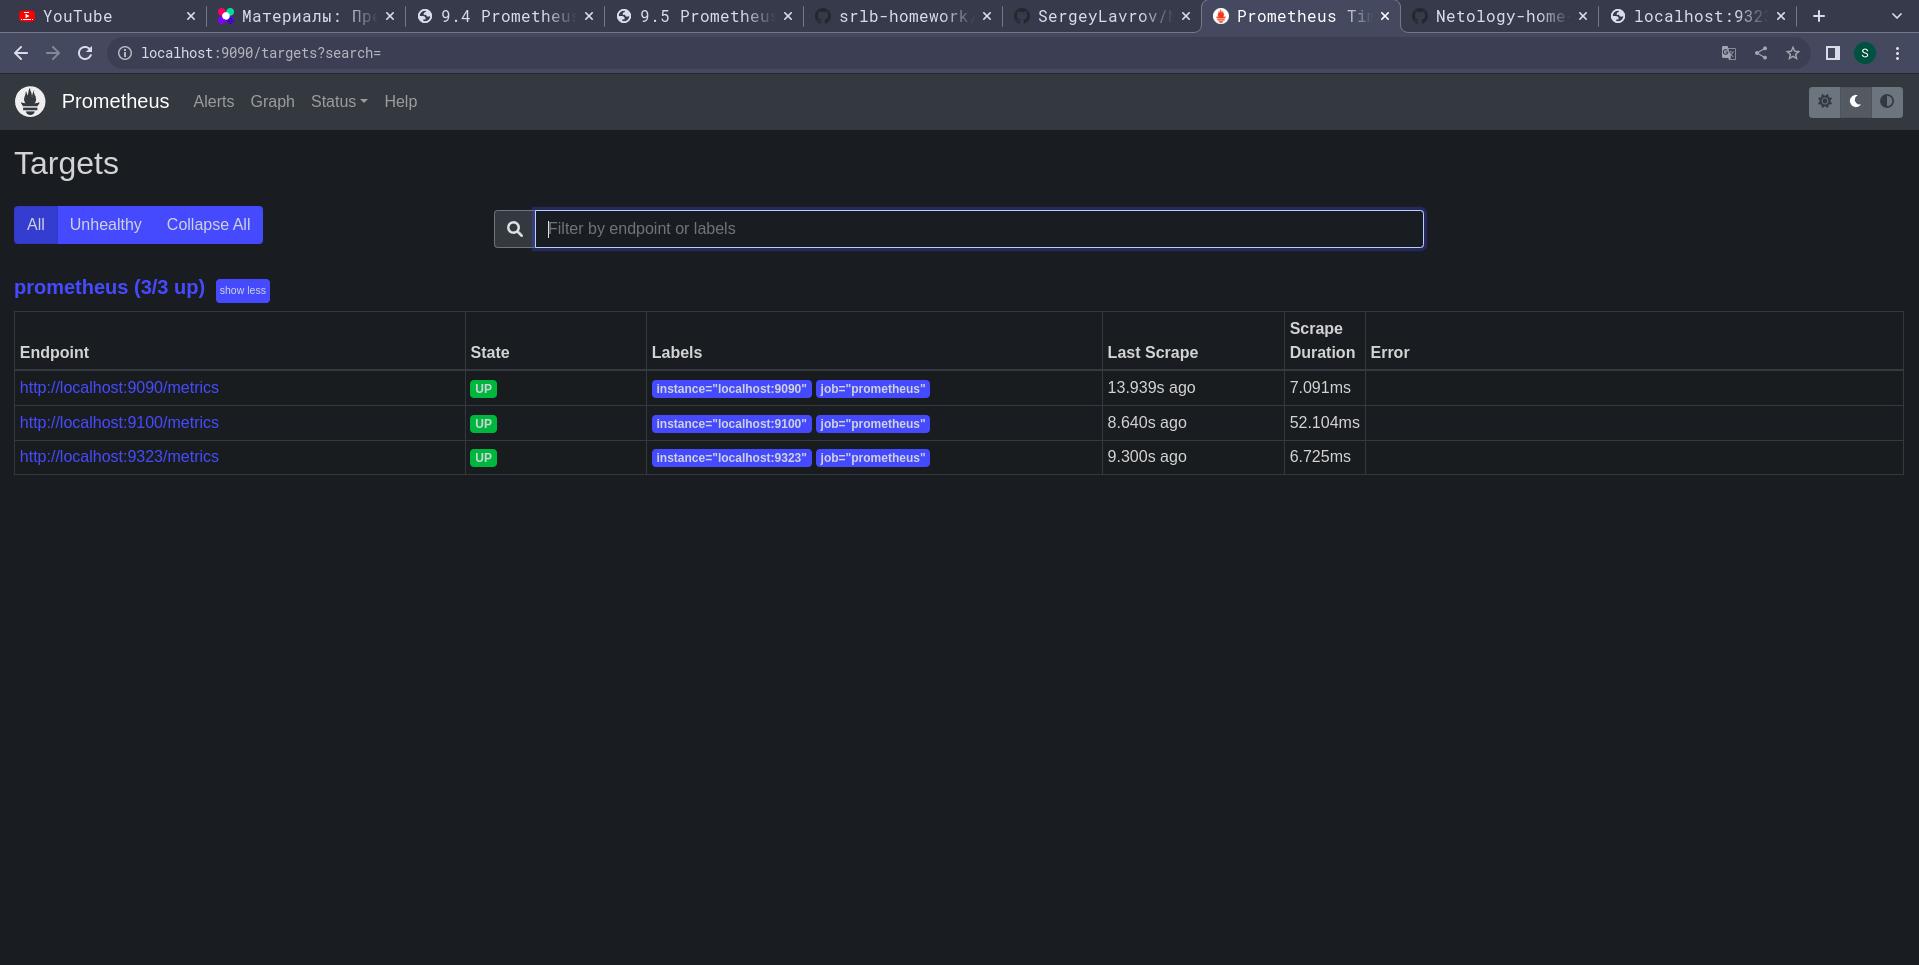 YouTube
Материалы: Пр
9.4 Prometheus
9.5 Prometheus
srlb-homework
SergeyLavrov/
Prometheus Ti
Netology-home
localhost:932
localhost:9090/targets?search=
S
Prometheus Alerts Graph Status Help
Targets
All Unhealthy Collapse All
Filter by endpoint or labels
prometheus (3/3 up) show less
Endpoint State Labels Last Scrape Scrape Duration Error
http://localhost:9090/metrics UP instance="localhost:9090" job="prometheus" 13.939s ago 7.091ms
http://localhost:9100/metrics UP instance="localhost:9100" job="prometheus" 8.640s ago 52.104ms
http://localhost:9323/metrics UP instance="localhost:9323" job="prometheus" 9.300s ago 6.725ms